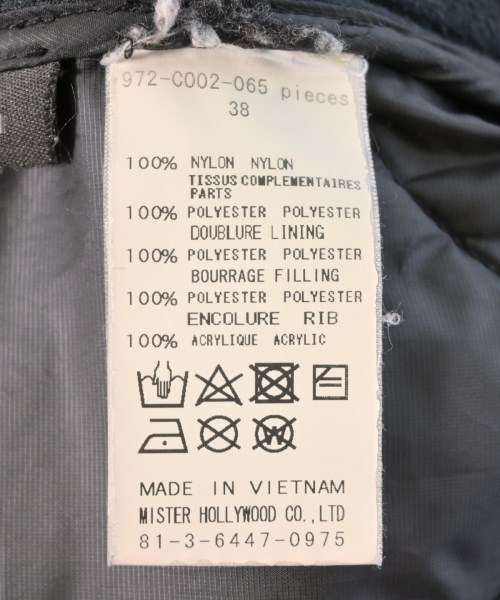 972-C002-065 pieces
38
100% NYLON NYLON
TISSUS COMPLEMENTAIRES
PARTS
100% POLYESTER POLYESTER
DOUBLURE LINING
100% POLYESTER POLYESTER
BOURRAGE FILLING
100% POLYESTER POLYESTER
ENCOLURE RIB
100% ACRYLIQUE ACRYLIC
W
MADE IN VIETNAM
MISTER HOLLYWOOD CO.,LTD
81-3-6447-0975